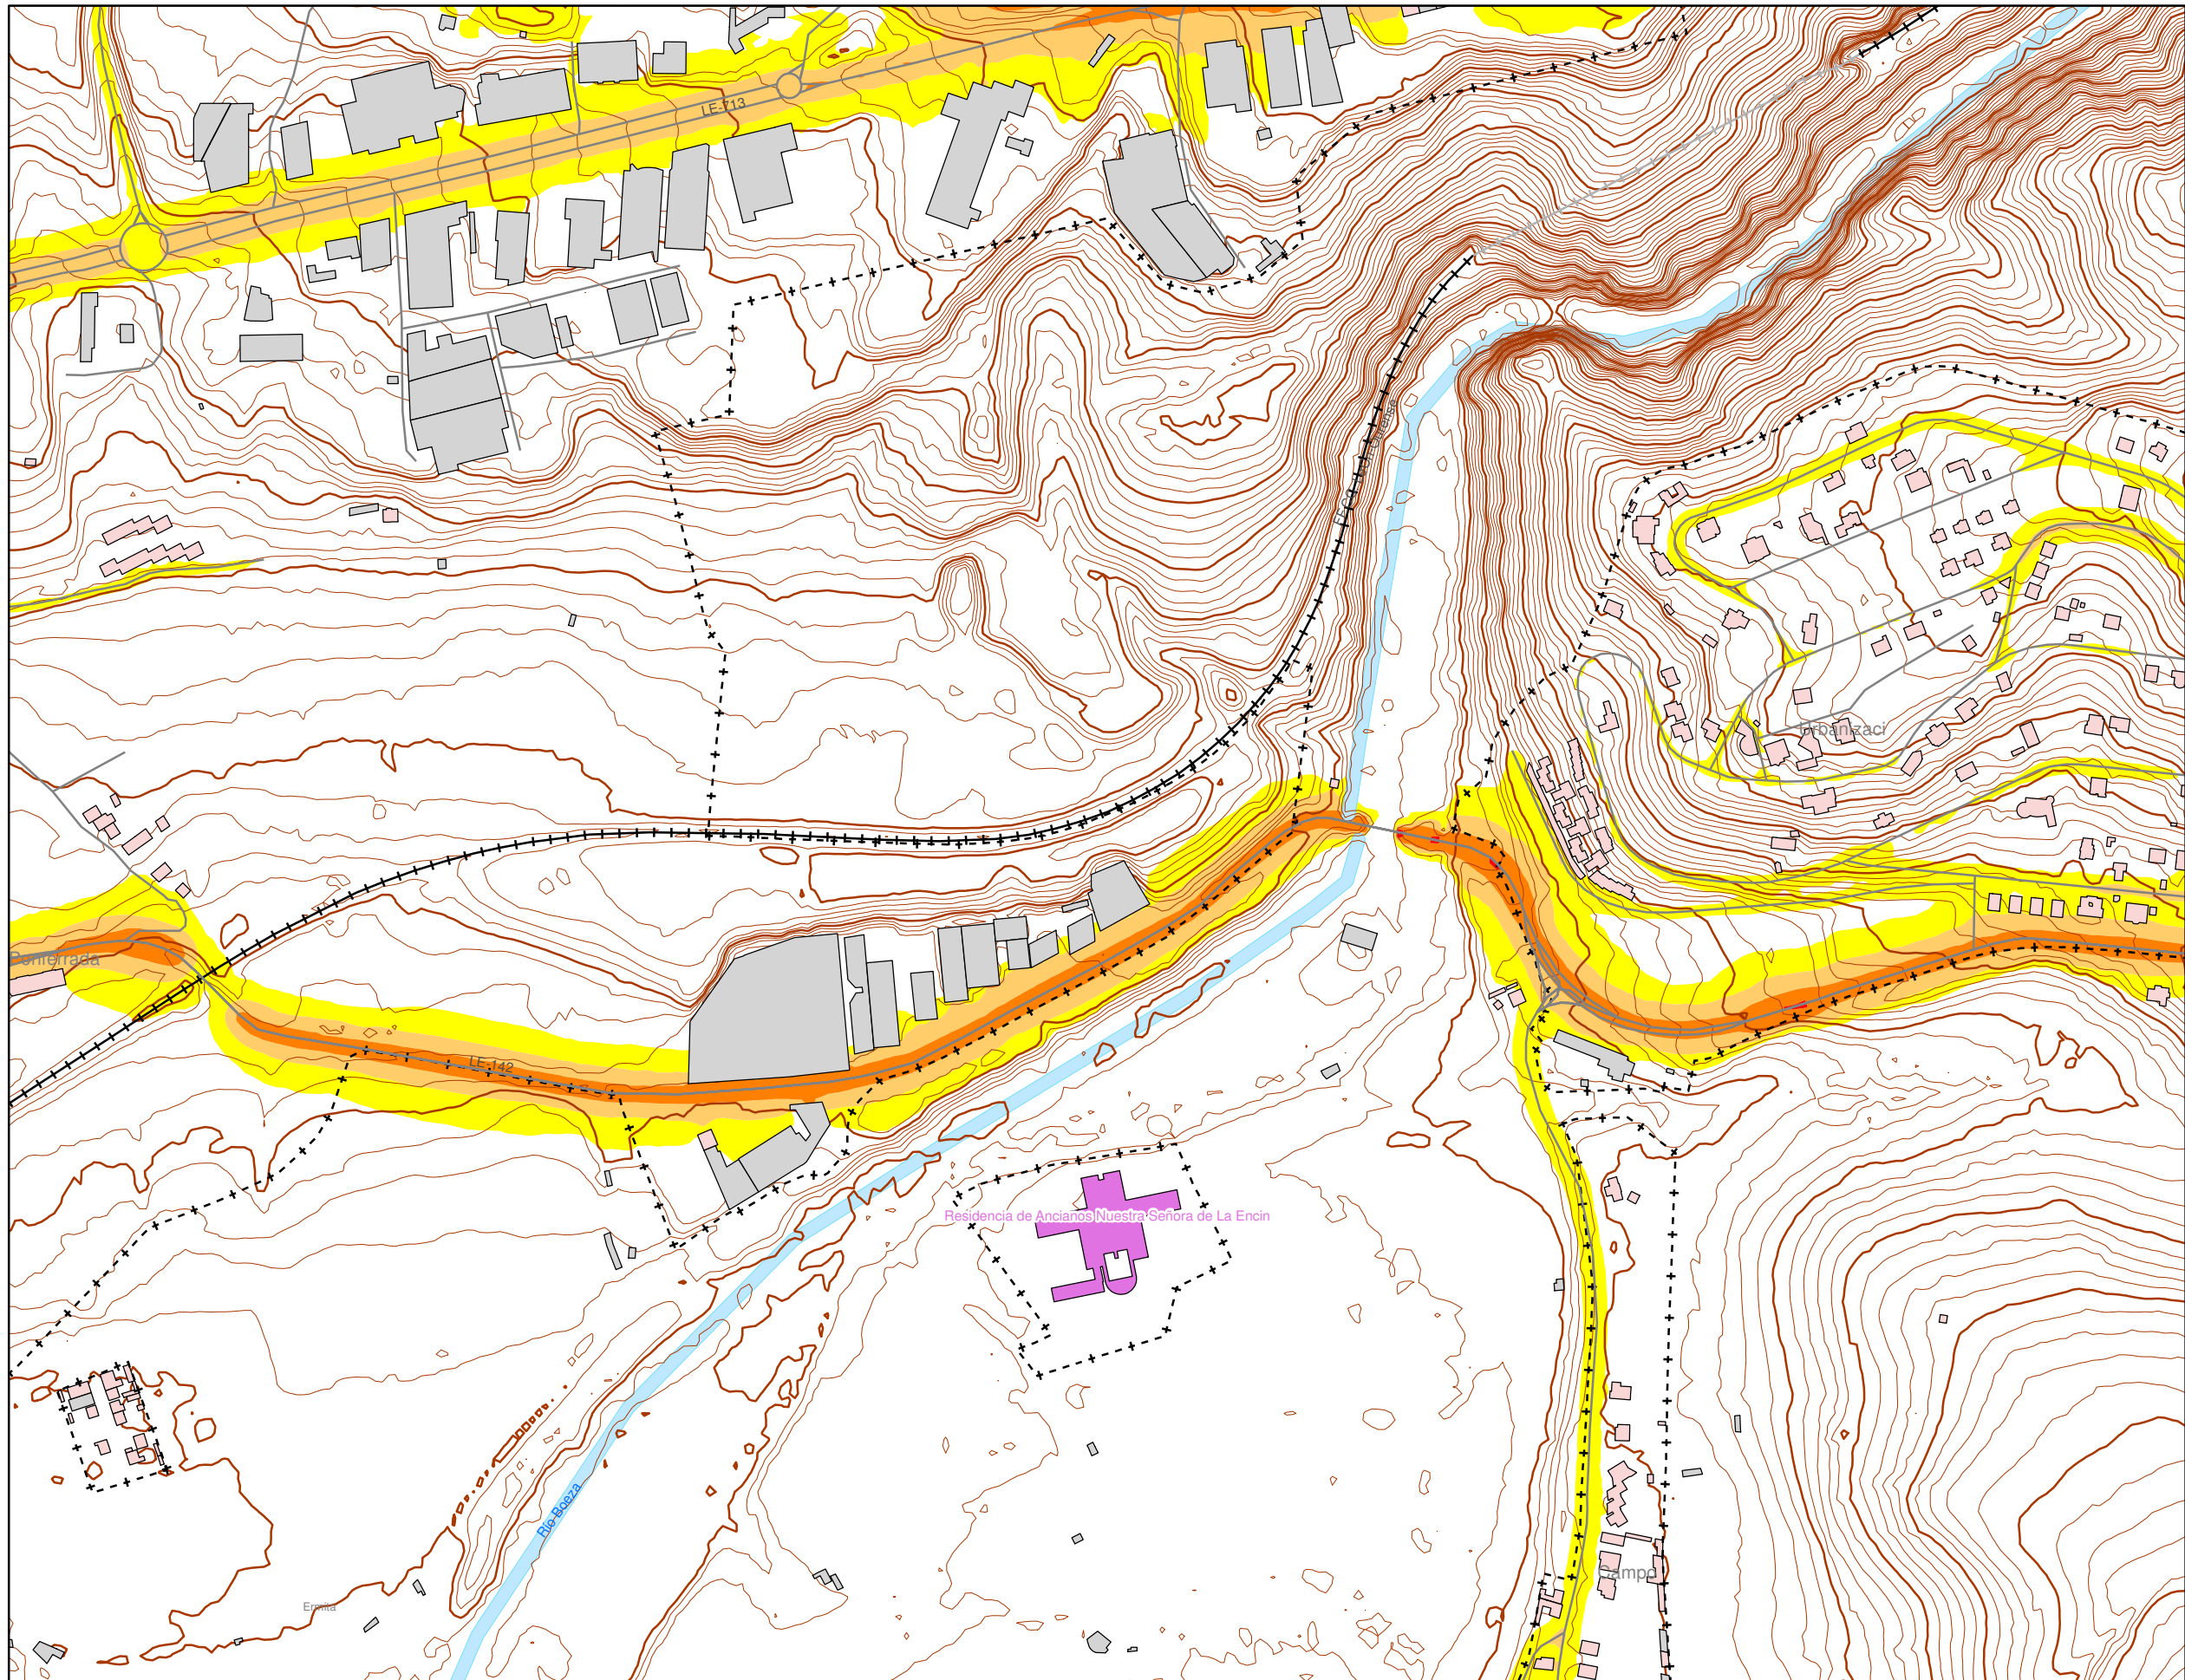 LE-713
Urbanizaci
Ponferrada
LE-142
Residencia de Ancianos Nuestra Señora de La Encin
Río Boeza
Campo
Ermita